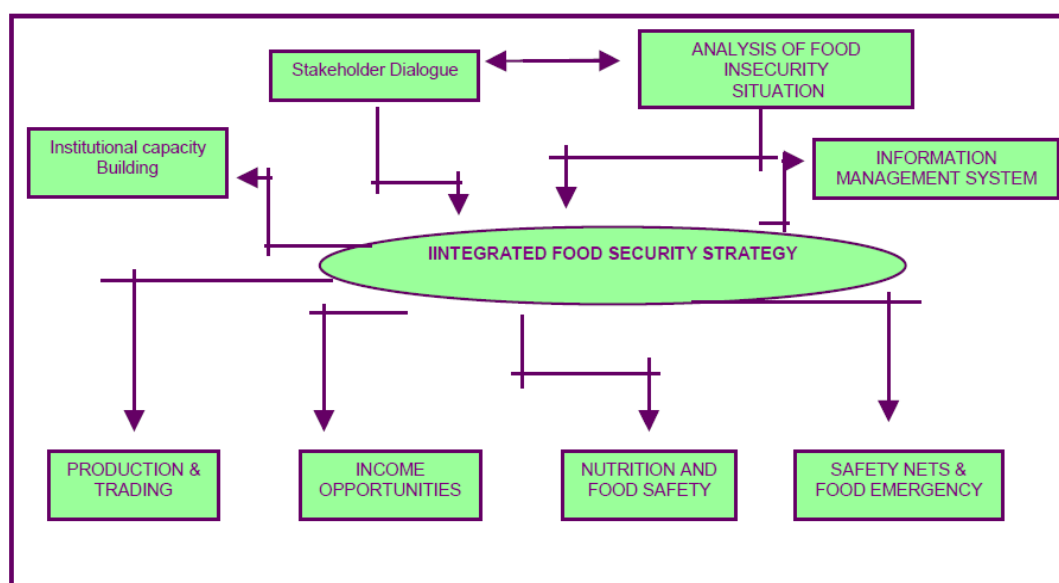 Stakeholder Dialogue
ANALYSIS OF FOOD
INSECURITY
SITUATION
Institutional capacity
Building
INFORMATION
MANAGEMENT SYSTEM
IINTEGRATED FOOD SECURITY STRATEGY
PRODUCTION &
TRADING
INCOME
OPPORTUNITIES
NUTRITION AND
FOOD SAFETY
SAFETY NETS &
FOOD EMERGENCY